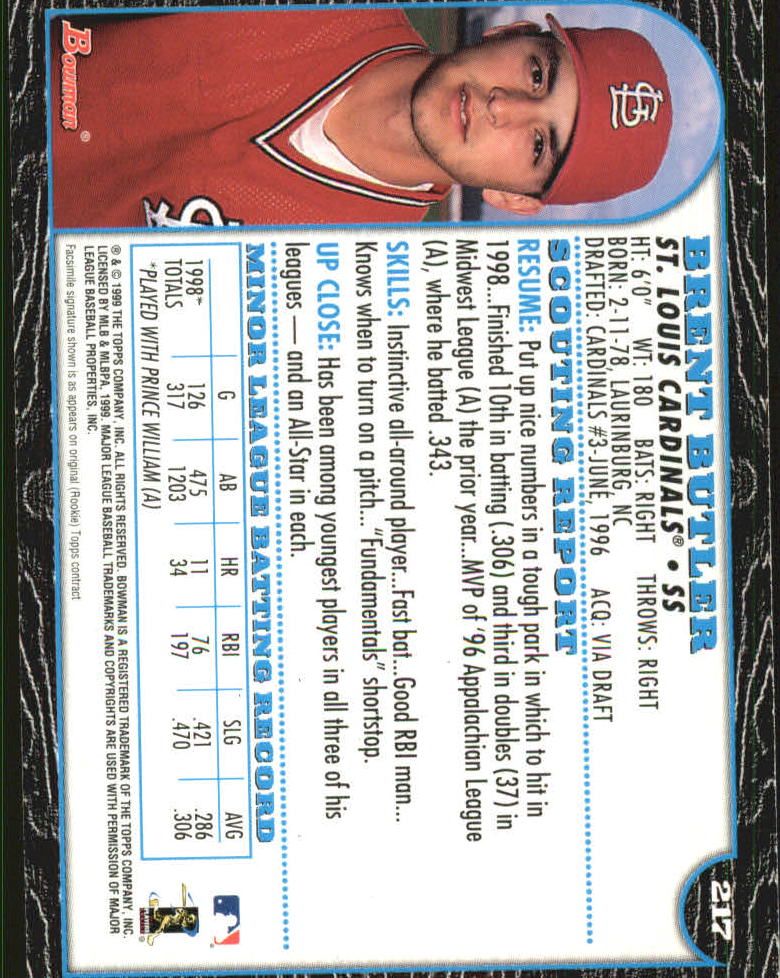 217
BRENT BUTLER
ST. LOUIS CARDINALS® • SS
HT: 6'0" WT: 180 BATS: RIGHT THROWS: RIGHT
BORN: 2-11-78, LAURINBURG, NC
DRAFTED: CARDINALS #3-JUNE, 1996 ACQ: VIA DRAFT
SCOUTING REPORT
RESUME: Put up nice numbers in a tough park in which to hit in
1998...Finished 10th in batting (.306) and third in doubles (37) in
Midwest League (A) the prior year...MVP of '96 Appalachian League
(A), where he batted .343.
SKILLS: Instinctive all-around player...Fast bat...Good RBI man...
Knows when to turn on a pitch... "Fundamentals" shortstop.
UP CLOSE: Has been among youngest players in all three of his
leagues — and an All-Star in each.
MINOR LEAGUE BATTING RECORD
G AB HR RBI SLG AVG
1998* 126 475 11 76 .421 .286
TOTALS 317 1203 34 197 .470 .306
*PLAYED WITH PRINCE WILLIAM (A)
® & © 1999 THE TOPPS COMPANY, INC. ALL RIGHTS RESERVED. BOWMAN IS A REGISTERED TRADEMARK OF THE TOPPS COMPANY, INC.
LICENSED BY MLB & MLBPA, 1999. MAJOR LEAGUE BASEBALL TRADEMARKS AND COPYRIGHTS ARE USED WITH PERMISSION OF MAJOR
LEAGUE BASEBALL PROPERTIES, INC.
Facsimile signature shown is as appears on original (Rookie) Topps contract
Bowman®
STL